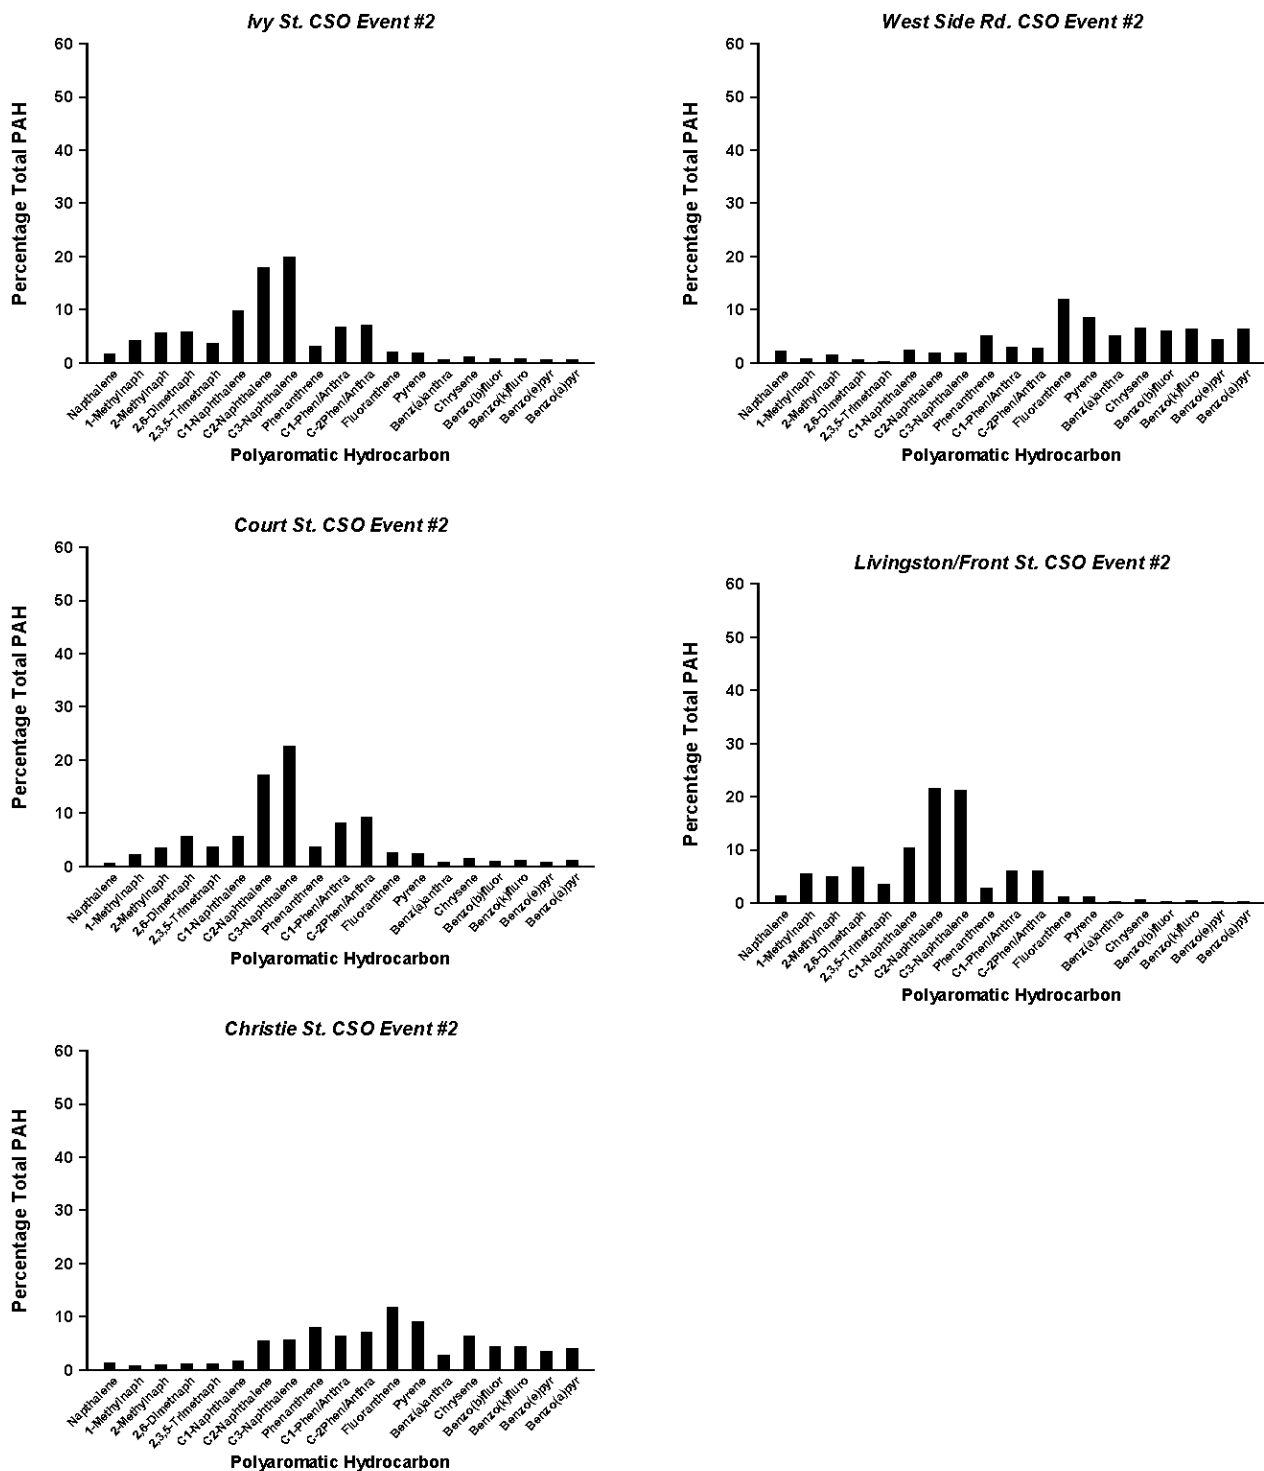 Ivy St. CSO Event #2
Percentage Total PAH
60
50
40
30
20
10
0
Napthalene
1-Methylnaph
2-Methylnaph
2,6-Dimetnaph
2,3,5-Trimetnaph
C1-Naphthalene
C2-Naphthalene
C3-Naphthalene
Phenanthrene
C1-Phen/Anthra
C-2Phen/Anthra
Fluoranthene
Pyrene
Benz(a)anthra
Chrysene
Benzo(b)fluor
Benzo(k)fluro
Benzo(e)pyr
Benzo(a)pyr
Polyaromatic Hydrocarbon
West Side Rd. CSO Event #2
Percentage Total PAH
60
50
40
30
20
10
0
Napthalene
1-Methylnaph
2-Methylnaph
2,6-Dimetnaph
2,3,5-Trimetnaph
C1-Naphthalene
C2-Naphthalene
C3-Naphthalene
Phenanthrene
C1-Phen/Anthra
C-2Phen/Anthra
Fluoranthene
Pyrene
Benz(a)anthra
Chrysene
Benzo(b)fluor
Benzo(k)fluro
Benzo(e)pyr
Benzo(a)pyr
Polyaromatic Hydrocarbon
Court St. CSO Event #2
Percentage Total PAH
60
50
40
30
20
10
0
Napthalene
1-Methylnaph
2-Methylnaph
2,6-Dimetnaph
2,3,5-Trimetnaph
C1-Naphthalene
C2-Naphthalene
C3-Naphthalene
Phenanthrene
C1-Phen/Anthra
C-2Phen/Anthra
Fluoranthene
Pyrene
Benz(a)anthra
Chrysene
Benzo(b)fluor
Benzo(k)fluro
Benzo(e)pyr
Benzo(a)pyr
Polyaromatic Hydrocarbon
Livingston/Front St. CSO Event #2
Percentage Total PAH
60
50
40
30
20
10
0
Napthalene
1-Methylnaph
2-Methylnaph
2,6-Dimetnaph
2,3,5-Trimetnaph
C1-Naphthalene
C2-Naphthalene
C3-Naphthalene
Phenanthrene
C1-Phen/Anthra
C-2Phen/Anthra
Fluoranthene
Pyrene
Benz(a)anthra
Chrysene
Benzo(b)fluor
Benzo(k)fluro
Benzo(e)pyr
Benzo(a)pyr
Polyaromatic Hydrocarbon
Christie St. CSO Event #2
Percentage Total PAH
60
50
40
30
20
10
0
Napthalene
1-Methylnaph
2-Methylnaph
2,6-Dimetnaph
2,3,5-Trimetnaph
C1-Naphthalene
C2-Naphthalene
C3-Naphthalene
Phenanthrene
C1-Phen/Anthra
C-2Phen/Anthra
Fluoranthene
Pyrene
Benz(a)anthra
Chrysene
Benzo(b)fluor
Benzo(k)fluro
Benzo(e)pyr
Benzo(a)pyr
Polyaromatic Hydrocarbon